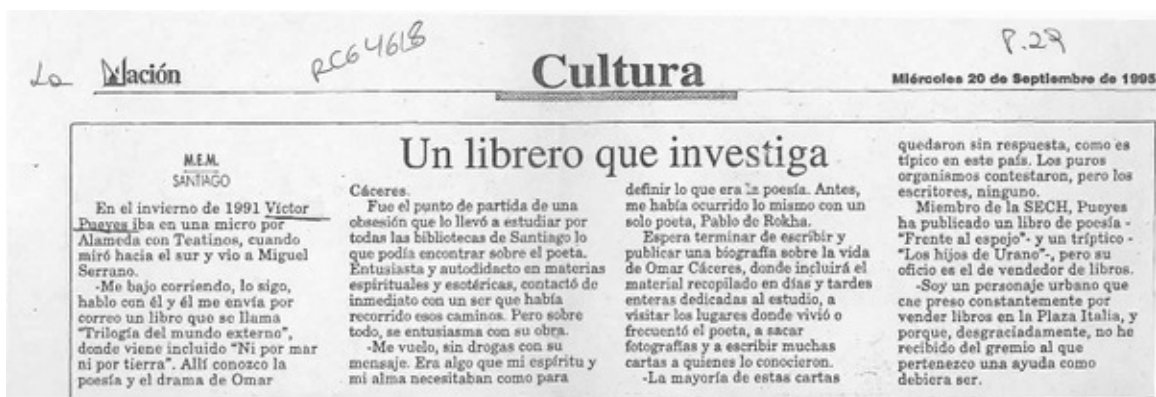 La Nación
RCG4618
Cultura
P.27
Miércoles 20 de Septiembre de 1995
Un librero que investiga
M.E.M.
SANTIAGO
En el invierno de 1991 Víctor
Pueyes iba en una micro por
Alameda con Teatinos, cuando
miró hacia el sur y vio a Miguel
Serrano.
-Me bajo corriendo, lo sigo,
hablo con él y él me envía por
correo un libro que se llama
"Trilogía del mundo externo",
donde viene incluido "Ni por mar
ni por tierra". Allí conozco la
poesía y el drama de Omar
Cáceres.
Fue el punto de partida de una
obsesión que lo llevó a estudiar por
todas las bibliotecas de Santiago lo
que podía encontrar sobre el poeta.
Entusiasta y autodidacto en materias
espirituales y esotéricas, contactó de
inmediato con un ser que había
recorrido esos caminos. Pero sobre
todo, se entusiasma con su obra.
-Me vuelo, sin drogas con su
mensaje. Era algo que mi espíritu y
mi alma necesitaban como para
definir lo que era la poesía. Antes,
me había ocurrido lo mismo con un
solo poeta, Pablo de Rokha.
Espera terminar de escribir y
publicar una biografía sobre la vida
de Omar Cáceres, donde incluirá el
material recopilado en días y tardes
enteras dedicadas al estudio, a
visitar los lugares donde vivió o
frecuentó el poeta, a sacar
fotografías y a escribir muchas
cartas a quienes lo conocieron.
-La mayoría de estas cartas
quedaron sin respuesta, como es
típico en este país. Los puros
organismos contestaron, pero los
escritores, ninguno.
Miembro de la SECH, Pueyes
ha publicado un libro de poesía -
"Frente al espejo"- y un tríptico -
"Los hijos de Urano"-, pero su
oficio es el de vendedor de libros.
-Soy un personaje urbano que
cae preso constantemente por
vender libros en la Plaza Italia, y
porque, desgraciadamente, no he
recibido del gremio al que
pertenezco una ayuda como
debiera ser.